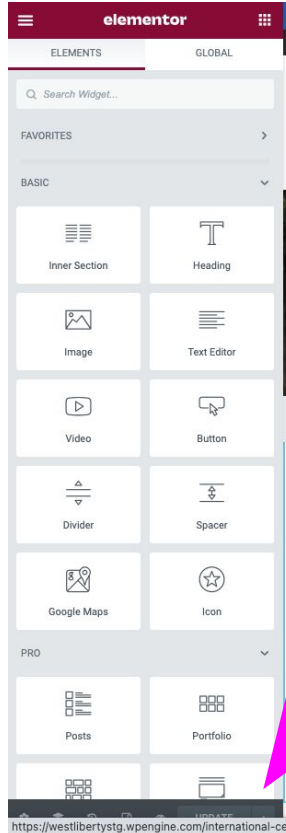 elementor
ELEMENTS GLOBAL
Search Widget...
FAVORITES
BASIC
Inner Section Heading
Image Text Editor
Video Button
Divider Spacer
Google Maps Icon
PRO
Posts Portfolio
UPDATE
https://westlibertystg.wpengine.com/international-ce